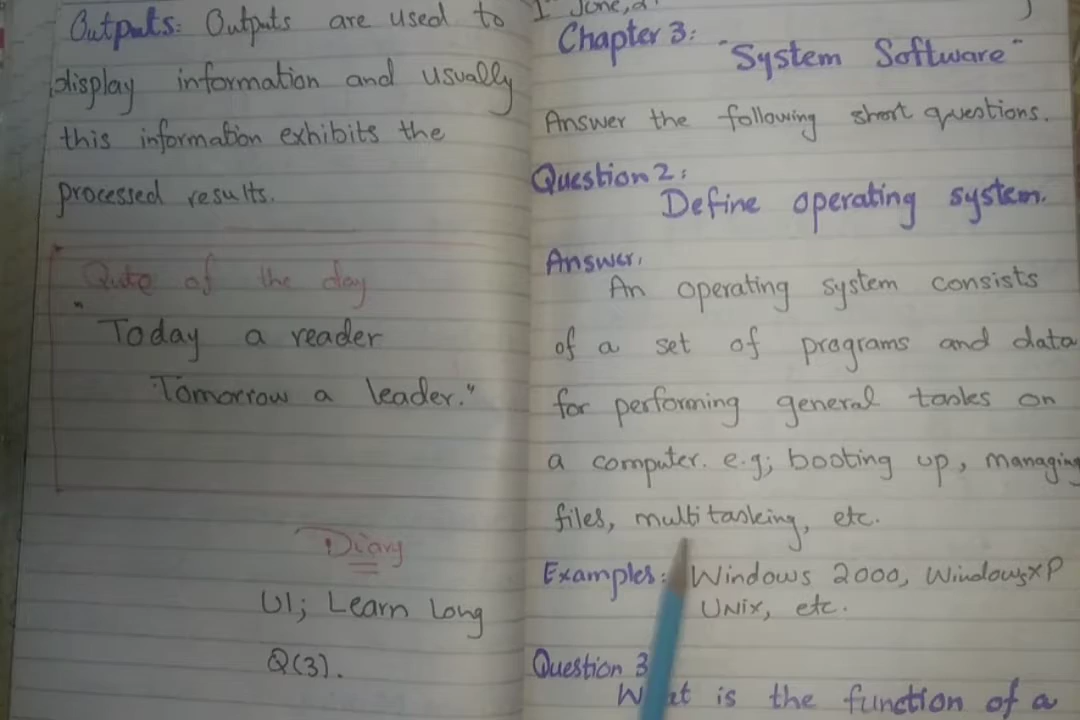 Outputs: Outputs are used to
display information and usually
this information exhibits the
processed results.
Qute of the day
"Today a reader
Tomorrow a leader."
Diary
U1; Learn Long
Q(3).
1 June,
Chapter 3:
"System Software"
Answer the following short questions.
Question 2:
Define operating system.
Answer.
An operating system consists
of a set of programs and data
for performing general tasks on
a computer. e.g; booting up, managing
files, multitasking, etc.
Examples: Windows 2000, WindowsXP
UNix, etc.
Question 3
is the function of a